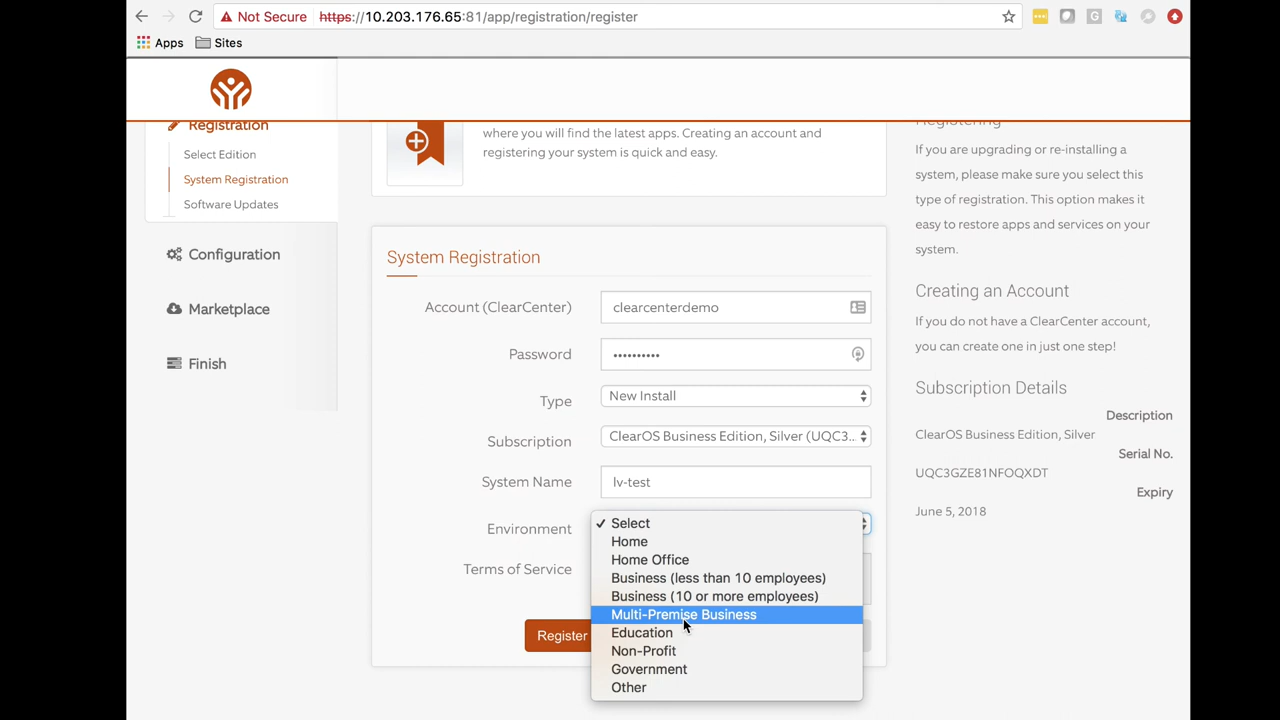 Not Secure https://10.203.176.65:81/app/registration/register
Apps Sites
Registration
Select Edition
System Registration
Software Updates
Configuration
Marketplace
Finish
where you will find the latest apps. Creating an account and
registering your system is quick and easy.
System Registration
Account (ClearCenter) clearcenterdemo
Password ••••••••••
Type New Install
Subscription ClearOS Business Edition, Silver (UQC3...
System Name lv-test
Environment
✓ Select
Home
Home Office
Business (less than 10 employees)
Business (10 or more employees)
Multi-Premise Business
Education
Non-Profit
Government
Other
Terms of Service
Register
Registering
If you are upgrading or re-installing a
system, please make sure you select this
type of registration. This option makes it
easy to restore apps and services on your
system.
Creating an Account
If you do not have a ClearCenter account,
you can create one in just one step!
Subscription Details
Description
ClearOS Business Edition, Silver
Serial No.
UQC3GZE81NFOQXDT
Expiry
June 5, 2018